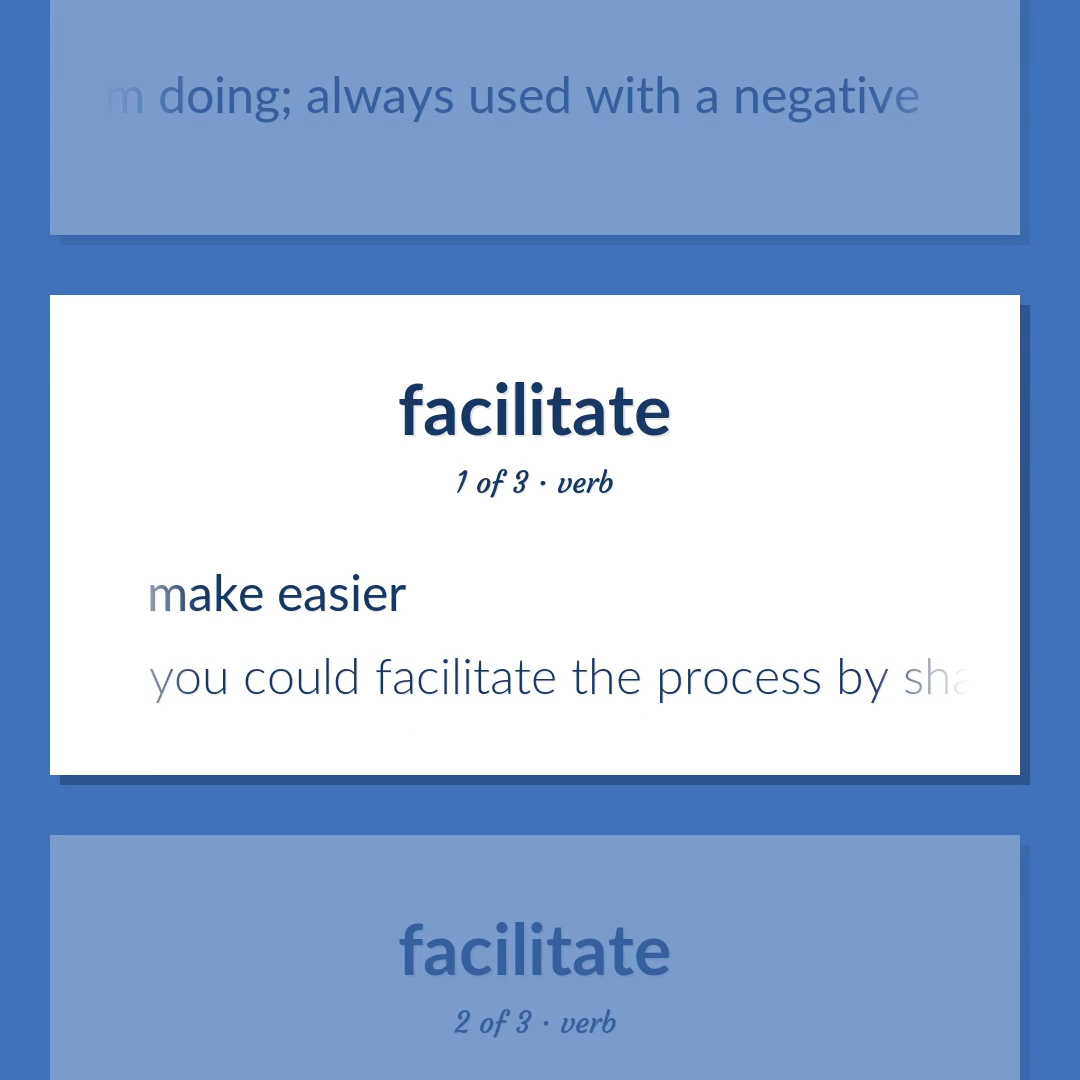 doing; always used with a negative
facilitate
1 of 3 · verb
make easier
you could facilitate the process by
facilitate
2 of 3 · verb